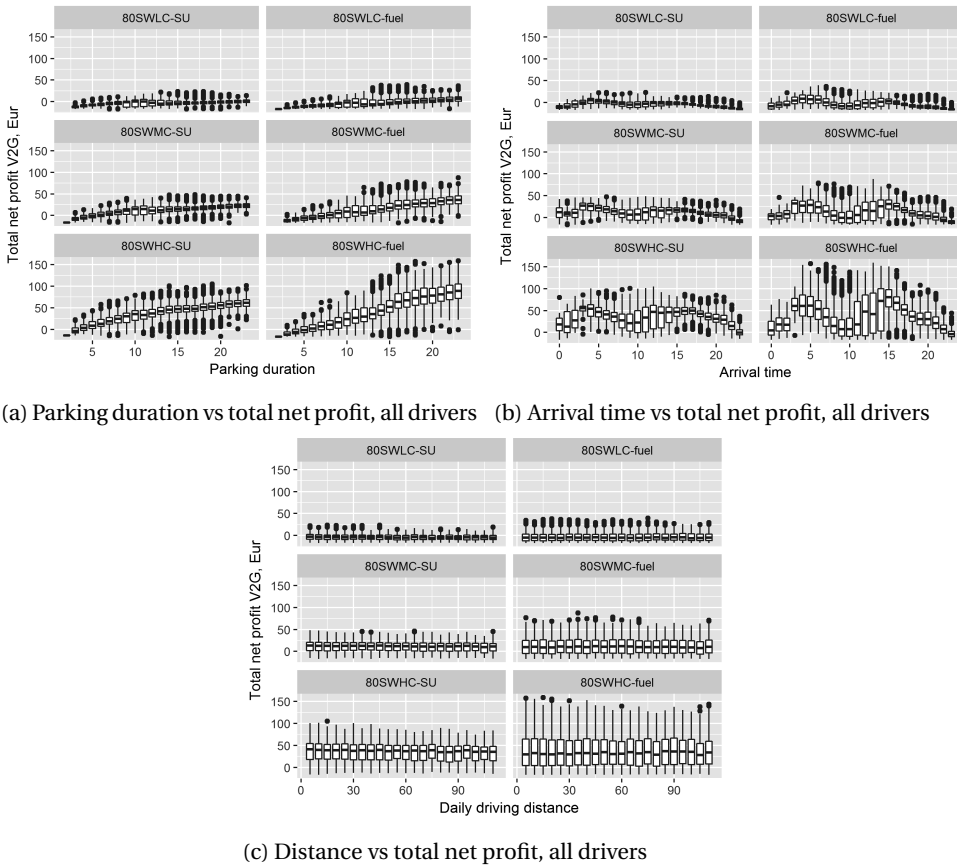 80SWLC-SU 80SWLC-fuel
150
100
50
0
80SWMC-SU 80SWMC-fuel
150
100
50
0
80SWHC-SU 80SWHC-fuel
150
100
50
0
Total net profit V2G, Eur
5 10 15 20 5 10 15 20
Parking duration
(a) Parking duration vs total net profit, all drivers
80SWLC-SU 80SWLC-fuel
150
100
50
0
80SWMC-SU 80SWMC-fuel
150
100
50
0
80SWHC-SU 80SWHC-fuel
150
100
50
0
Total net profit V2G, Eur
0 5 10 15 20 0 5 10 15 20
Arrival time
(b) Arrival time vs total net profit, all drivers
80SWLC-SU 80SWLC-fuel
150
100
50
0
80SWMC-SU 80SWMC-fuel
150
100
50
0
80SWHC-SU 80SWHC-fuel
150
100
50
0
Total net profit V2G, Eur
0 30 60 90 0 30 60 90
Daily driving distance
(c) Distance vs total net profit, all drivers